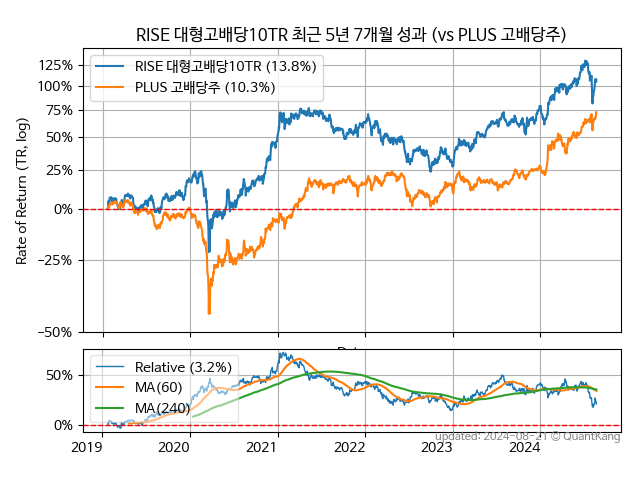 RISE 대형고배당10TR 최근 5년 7개월 성과 (vs PLUS 고배당주)
Rate of Return (TR, log)
125%
100%
75%
50%
25%
0%
−25%
−50%
RISE 대형고배당10TR (13.8%)
PLUS 고배당주 (10.3%)
50%
0%
Relative (3.2%)
MA(60)
MA(240)
2019 2020 2021 2022 2023 2024
updated: 2024-08-21 © QuantKang